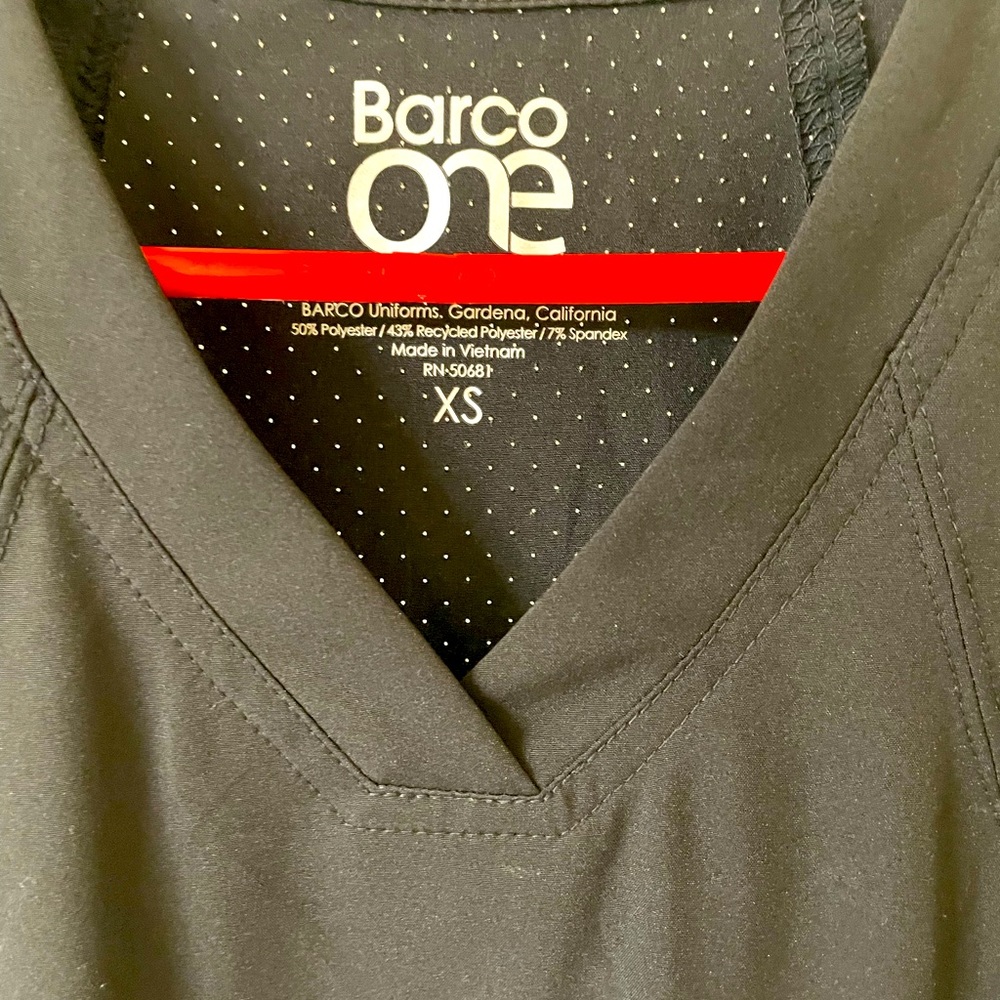 Barco
one
BARCO Uniforms. Gardena, California
50% Polyester / 43% Recycled Polyester / 7% Spandex
Made in Vietnam
RN 50681
XS